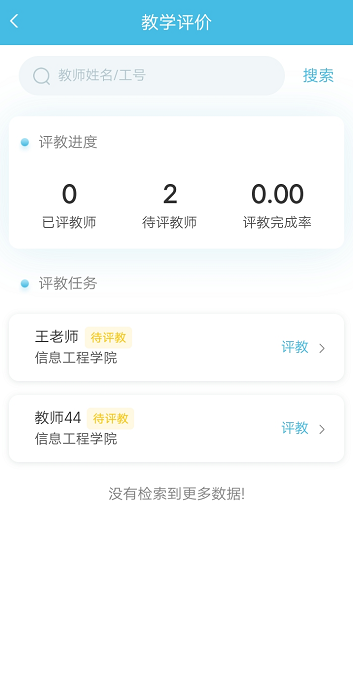 教学评价
教师姓名/工号 搜索
评教进度
0 2 0.00
已评教师 待评教师 评教完成率
评教任务
王老师 待评教
信息工程学院 评教
教师44 待评教
信息工程学院 评教
没有检索到更多数据!